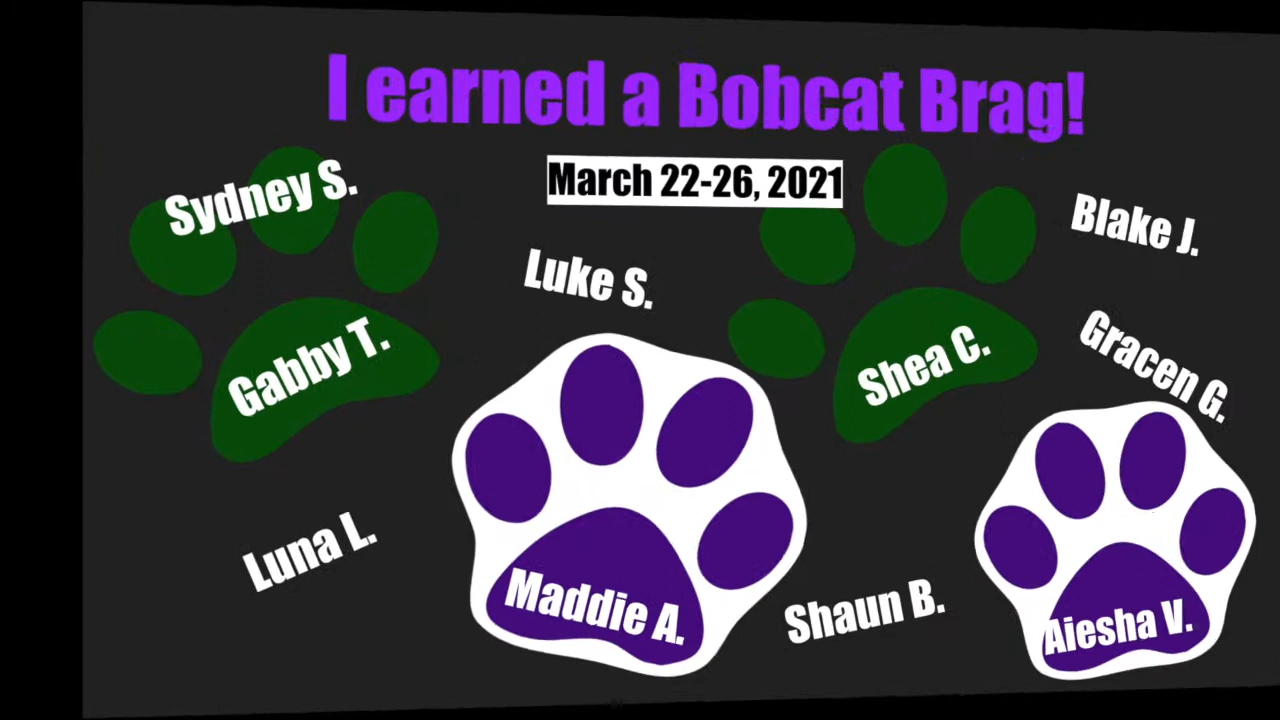 I earned a Bobcat Brag!
March 22-26, 2021
Sydney S.
Blake J.
Luke S.
Gabby T.
Shea C.
Gracen G.
Luna L.
Maddie A.
Shaun B.
Aiesha V.